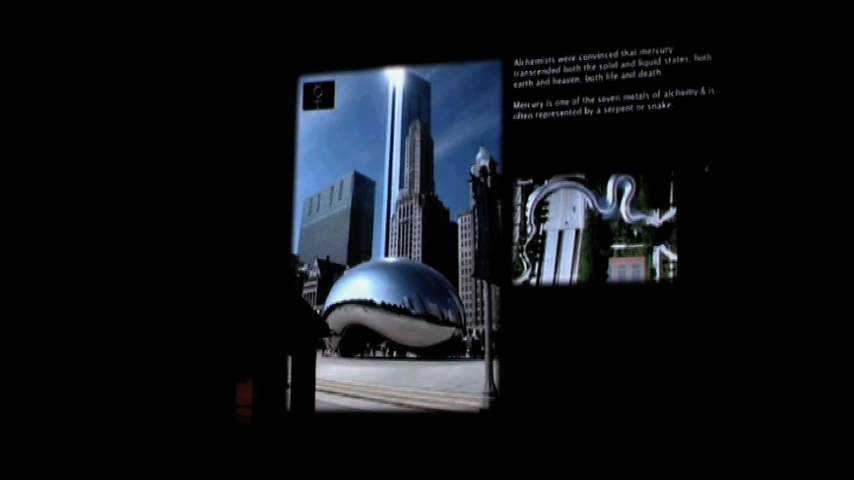 Alchemists were convinced that mercury
transcended both the solid and liquid states, both
earth and heaven, both life and death.
Mercury is one of the seven metals of alchemy & is
often represented by a serpent or snake.